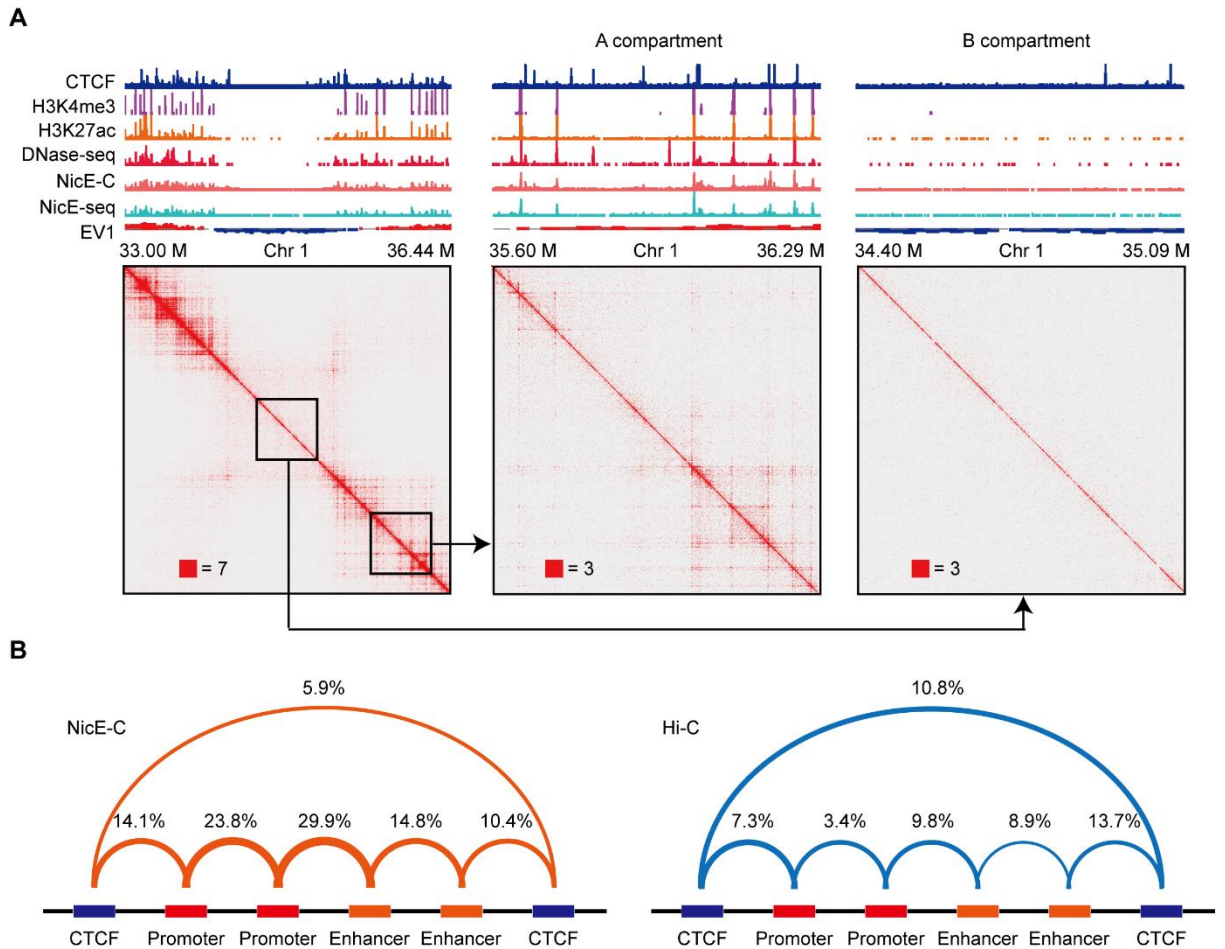 A
A compartment
B compartment
CTCF
H3K4me3
H3K27ac
DNase-seq
NicE-C
NicE-seq
EV1
33.00 M Chr 1 36.44 M
35.60 M Chr 1 36.29 M
34.40 M Chr 1 35.09 M
= 7
= 3
= 3
B
NicE-C
5.9%
14.1% 23.8% 29.9% 14.8% 10.4%
CTCF Promoter Promoter Enhancer Enhancer CTCF
Hi-C
10.8%
7.3% 3.4% 9.8% 8.9% 13.7%
CTCF Promoter Promoter Enhancer Enhancer CTCF